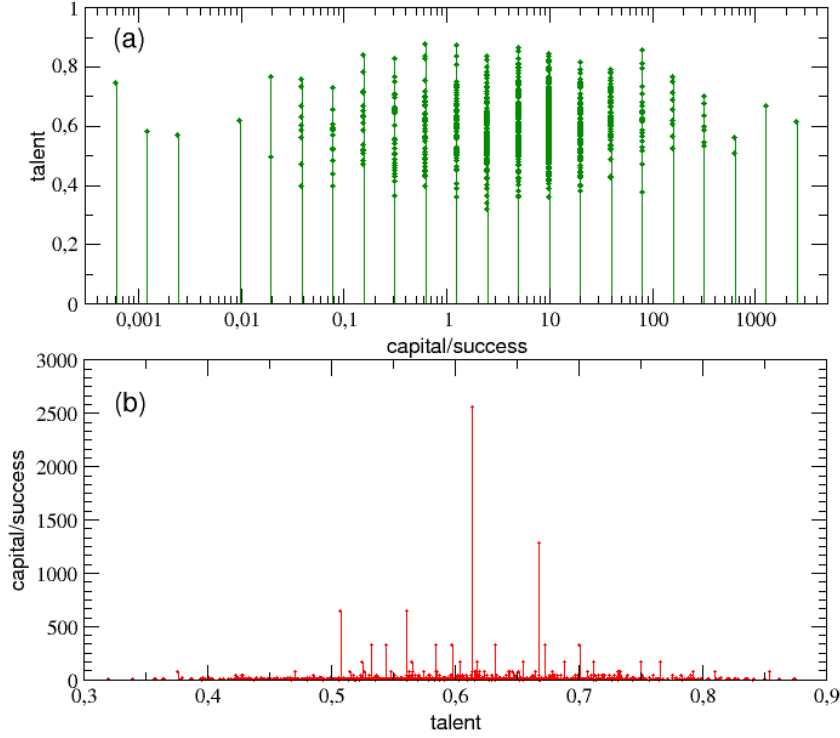 1
(a)
0,8
0,6
talent
0,4
0,2
0
0,001 0,01 0,1 1 10 100 1000
capital/success
3000
(b)
2500
2000
capital/success
1500
1000
500
0
0,3 0,4 0,5 0,6 0,7 0,8 0,9
talent